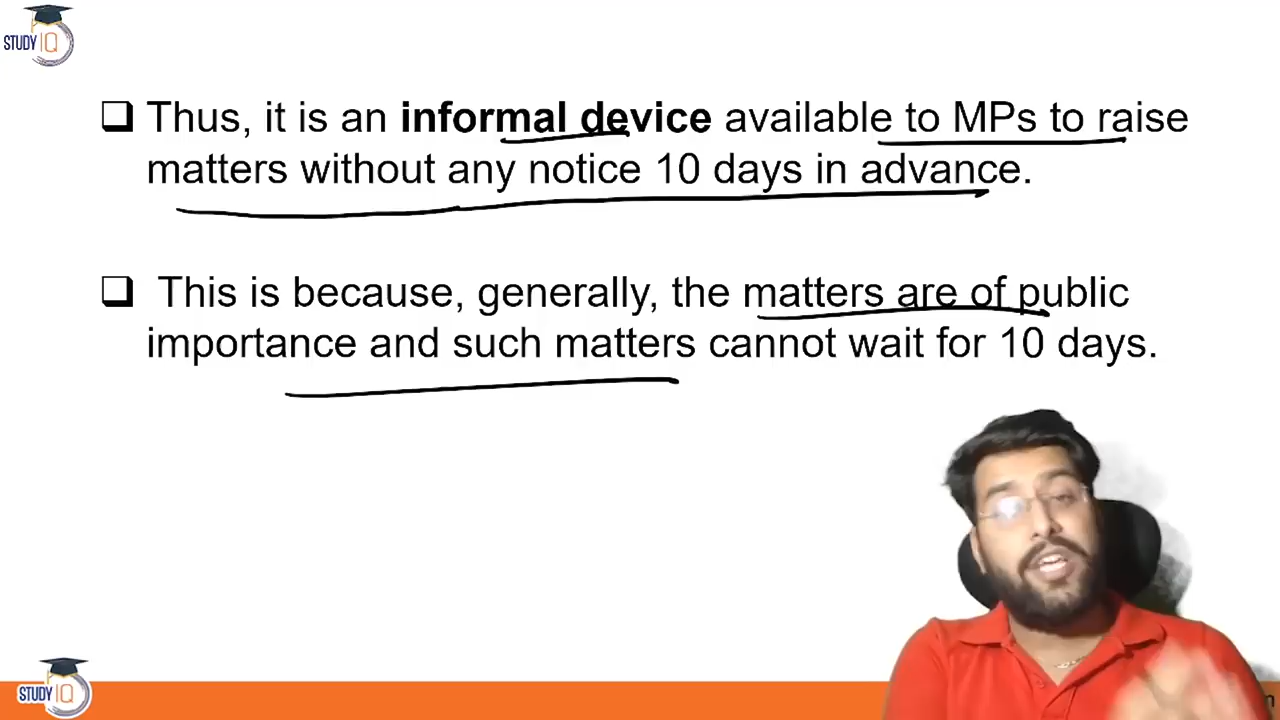 STUDY IQ
❑ Thus, it is an informal device available to MPs to raise
matters without any notice 10 days in advance.
❑ This is because, generally, the matters are of public
importance and such matters cannot wait for 10 days.
STUDY IQ